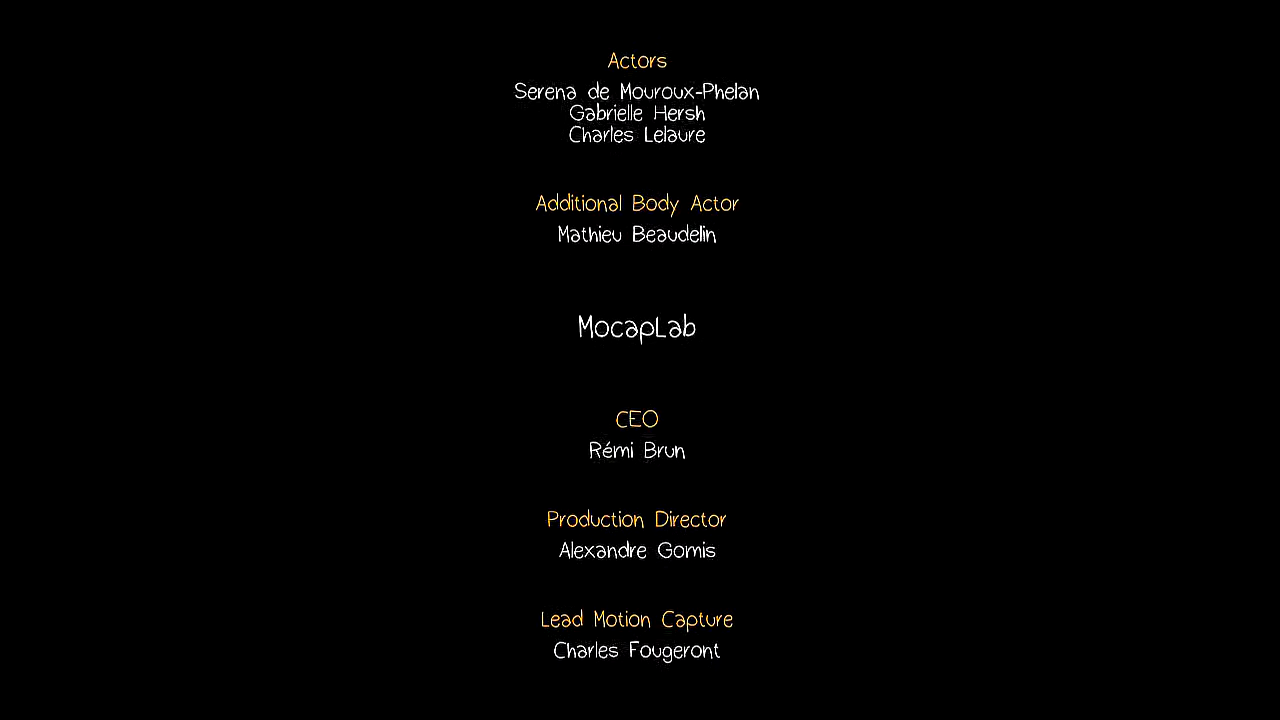 Actors
Serena de Mouroux-Phelan
Gabrielle Hersh
Charles Lelaure
Additional Body Actor
Mathieu Beaudelin
MocapLab
CEO
Rémi Brun
Production Director
Alexandre Gomis
Lead Motion Capture
Charles Fougeront